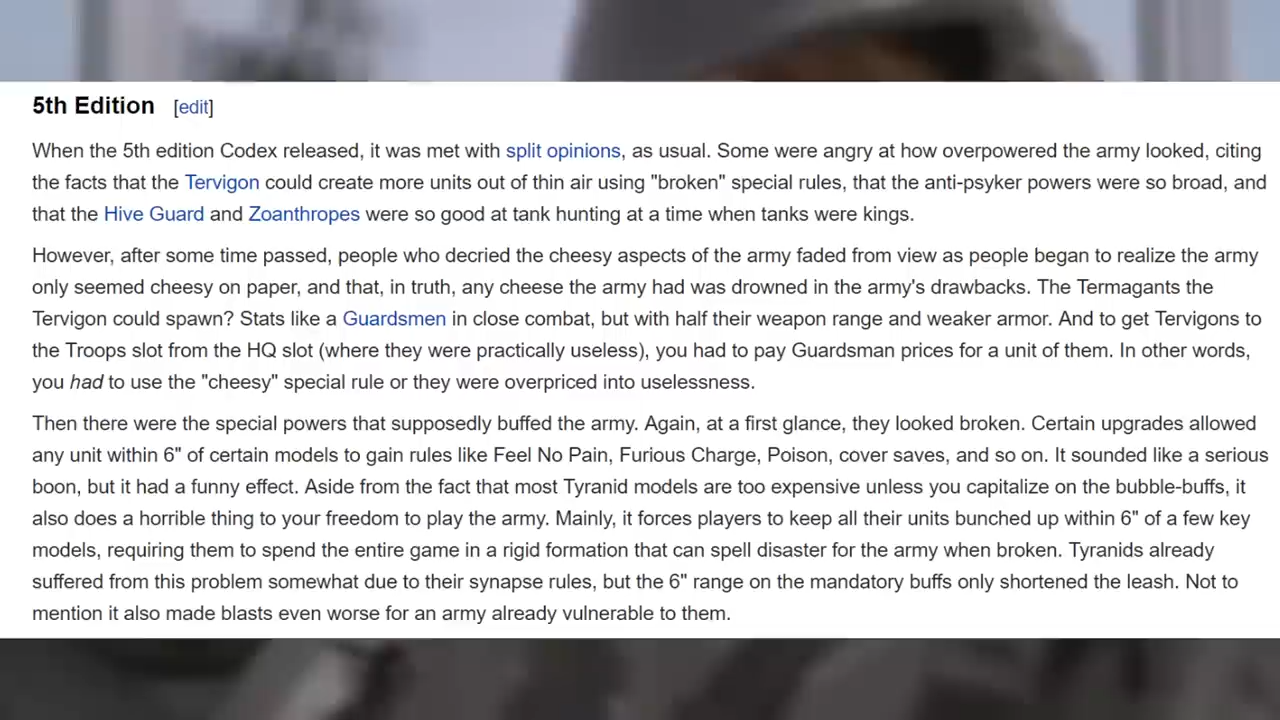 5th Edition [edit]
When the 5th edition Codex released, it was met with split opinions, as usual. Some were angry at how overpowered the army looked, citing
the facts that the Tervigon could create more units out of thin air using "broken" special rules, that the anti-psyker powers were so broad, and
that the Hive Guard and Zoanthropes were so good at tank hunting at a time when tanks were kings.
However, after some time passed, people who decried the cheesy aspects of the army faded from view as people began to realize the army
only seemed cheesy on paper, and that, in truth, any cheese the army had was drowned in the army's drawbacks. The Termagants the
Tervigon could spawn? Stats like a Guardsmen in close combat, but with half their weapon range and weaker armor. And to get Tervigons to
the Troops slot from the HQ slot (where they were practically useless), you had to pay Guardsman prices for a unit of them. In other words,
you had to use the "cheesy" special rule or they were overpriced into uselessness.
Then there were the special powers that supposedly buffed the army. Again, at a first glance, they looked broken. Certain upgrades allowed
any unit within 6" of certain models to gain rules like Feel No Pain, Furious Charge, Poison, cover saves, and so on. It sounded like a serious
boon, but it had a funny effect. Aside from the fact that most Tyranid models are too expensive unless you capitalize on the bubble-buffs, it
also does a horrible thing to your freedom to play the army. Mainly, it forces players to keep all their units bunched up within 6" of a few key
models, requiring them to spend the entire game in a rigid formation that can spell disaster for the army when broken. Tyranids already
suffered from this problem somewhat due to their synapse rules, but the 6" range on the mandatory buffs only shortened the leash. Not to
mention it also made blasts even worse for an army already vulnerable to them.